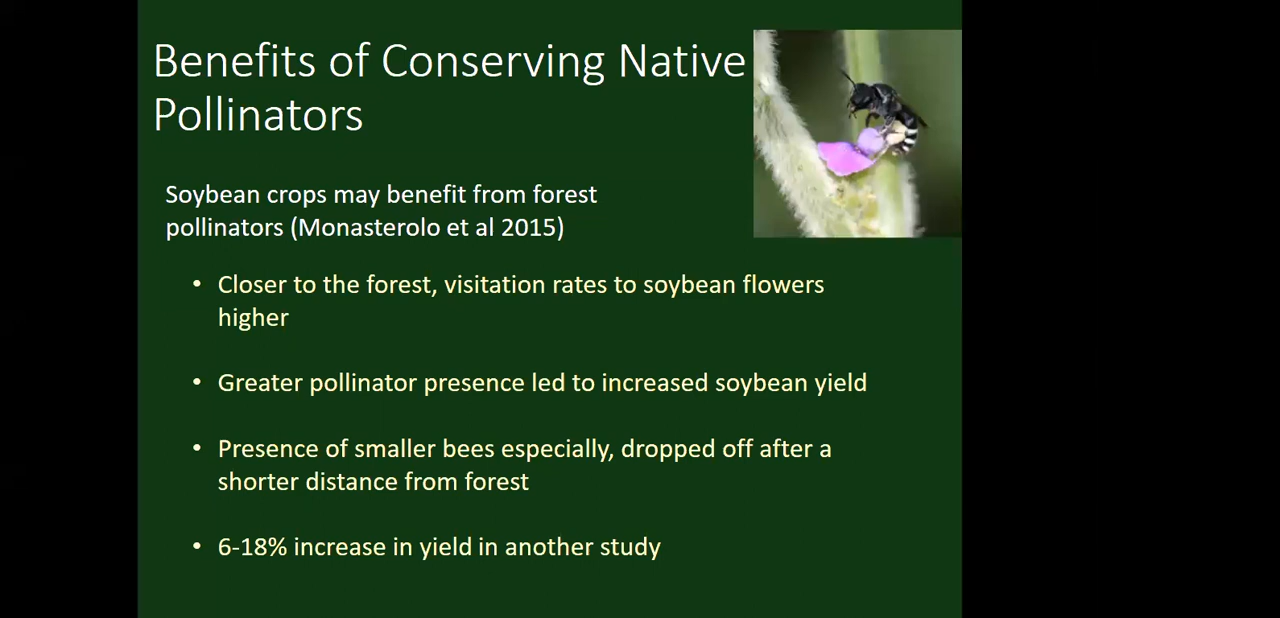 Benefits of Conserving Native
Pollinators
Soybean crops may benefit from forest
pollinators (Monasterolo et al 2015)
• Closer to the forest, visitation rates to soybean flowers
higher
• Greater pollinator presence led to increased soybean yield
• Presence of smaller bees especially, dropped off after a
shorter distance from forest
• 6-18% increase in yield in another study